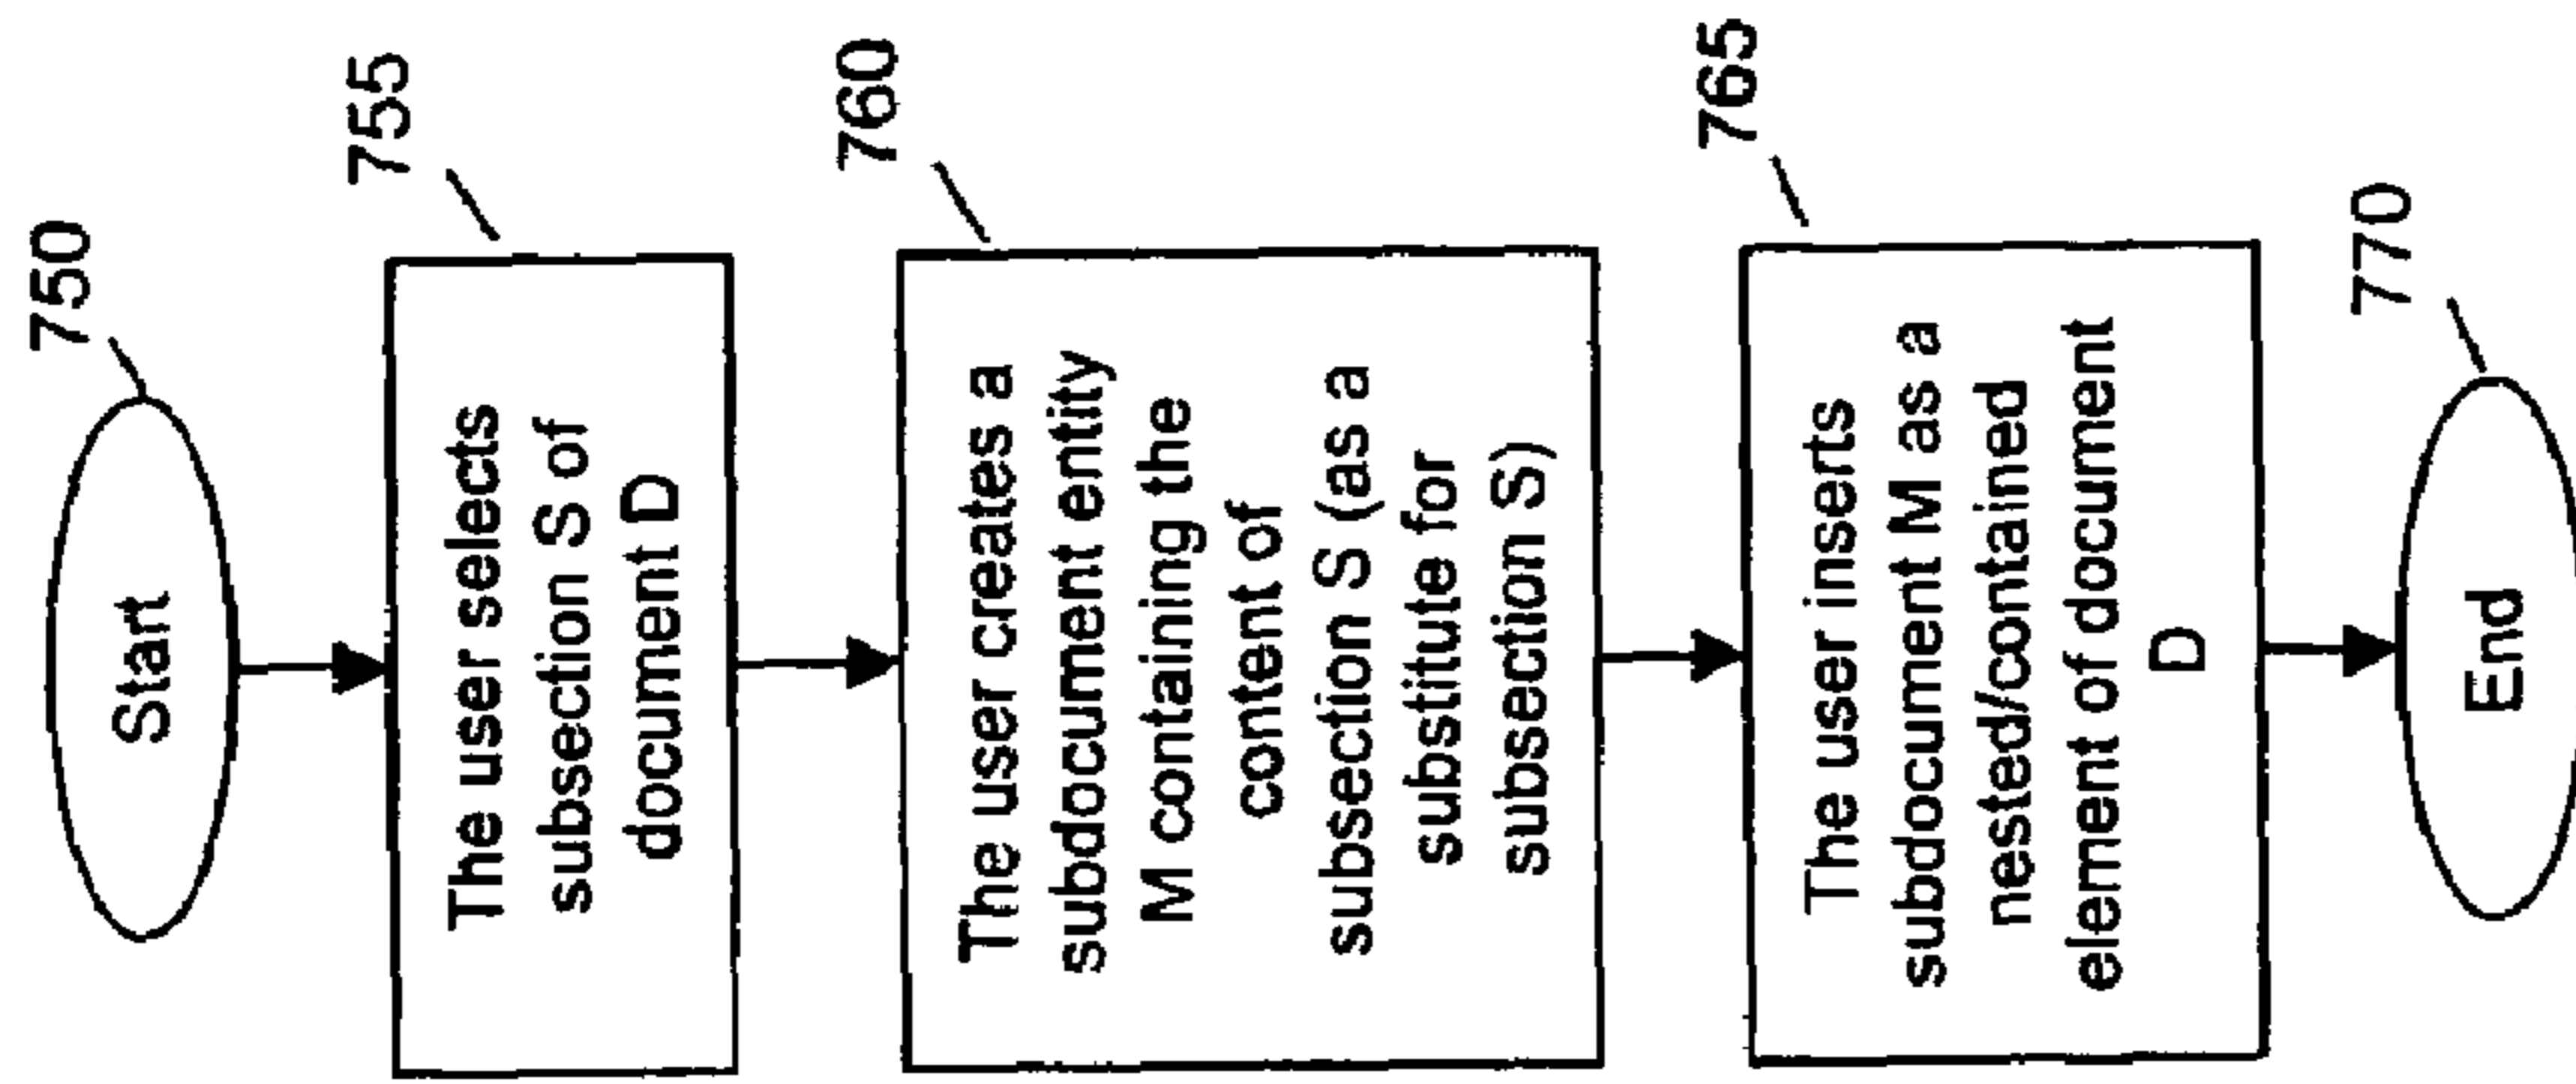 750
Start
755
The user selects
subsection S of
document D
760
The user creates a
subdocument entity
M containing the
content of
subsection S (as a
substitute for
subsection S)
765
The user inserts
subdocument M as a
nested/contained
element of document
D
770
End